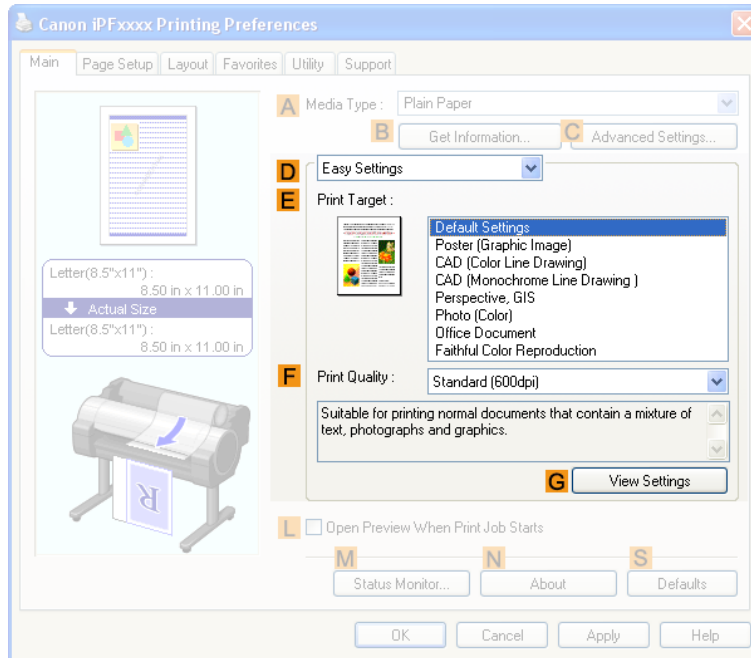 Canon iPFxxxx Printing Preferences
Main Page Setup Layout Favorites Utility Support
A Media Type : Plain Paper
B Get Information... C Advanced Settings...
D Easy Settings
E Print Target :
Default Settings
Poster (Graphic Image)
CAD (Color Line Drawing)
CAD (Monochrome Line Drawing )
Perspective, GIS
Photo (Color)
Office Document
Faithful Color Reproduction
Letter(8.5"x11") :
8.50 in x 11.00 in
Actual Size
Letter(8.5"x11") :
8.50 in x 11.00 in
R
F Print Quality : Standard (600dpi)
Suitable for printing normal documents that contain a mixture of
text, photographs and graphics.
G View Settings
L Open Preview When Print Job Starts
M Status Monitor... N About S Defaults
OK Cancel Apply Help